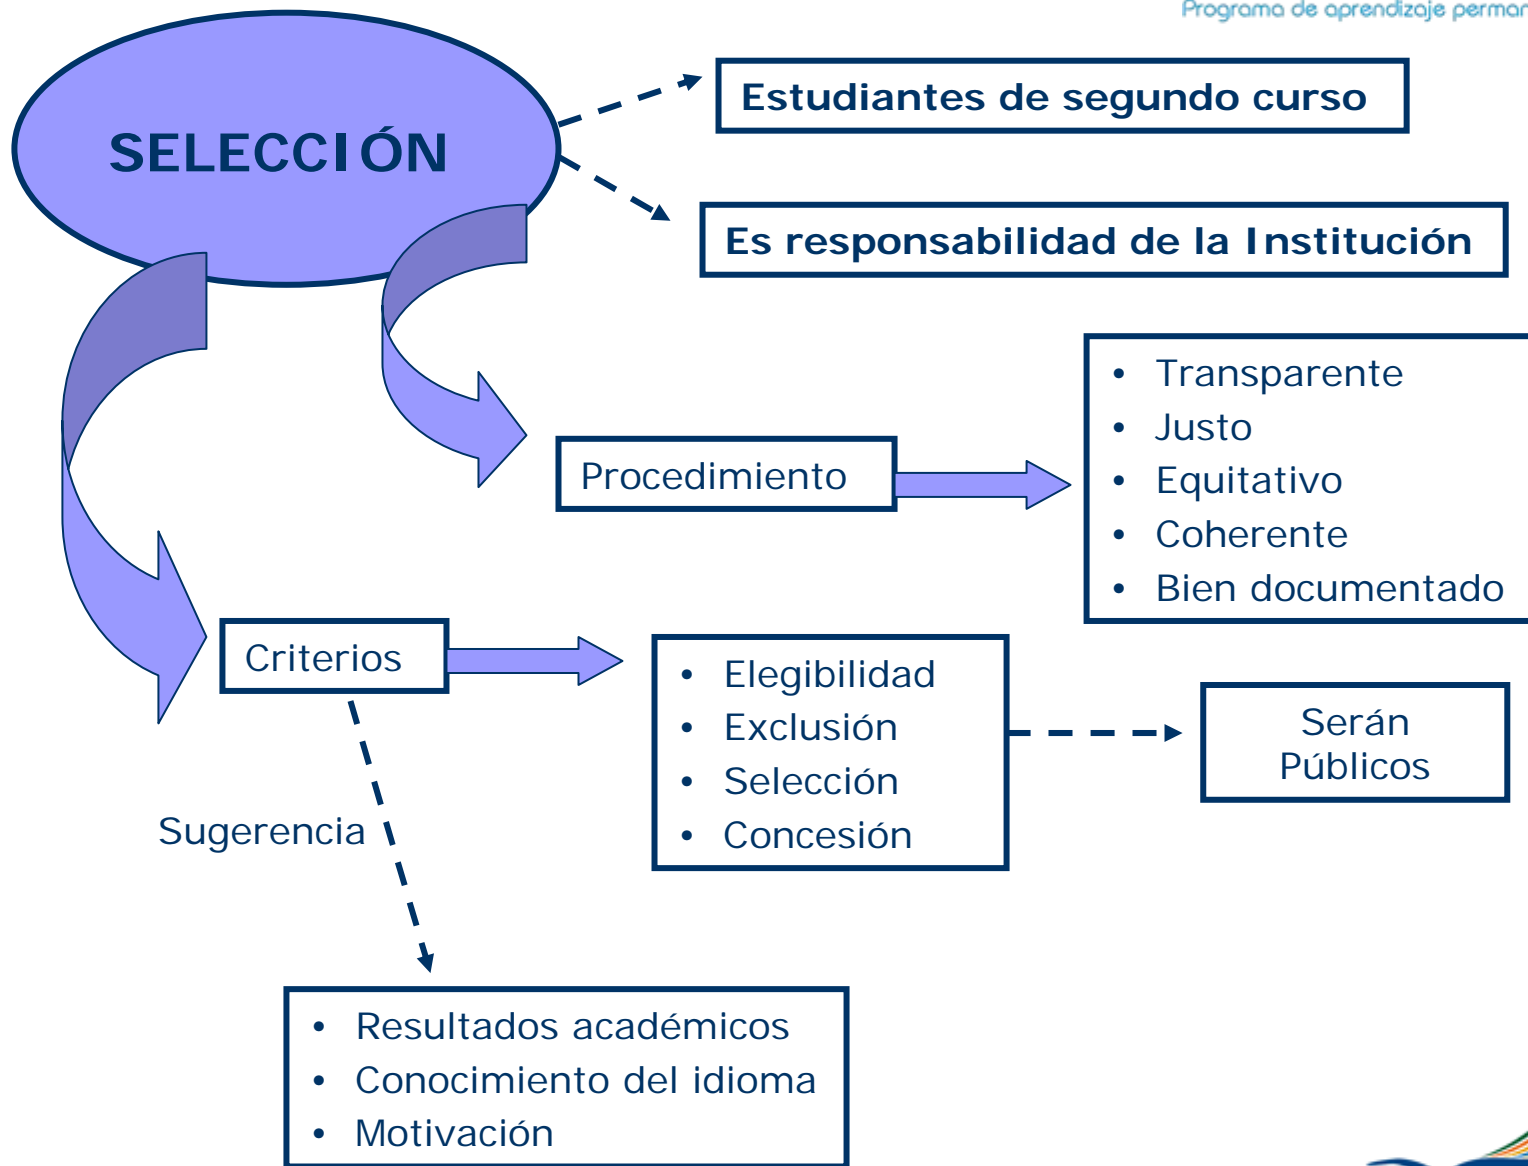 Programa de aprendizaje
SELECCIÓN
Estudiantes de segundo curso
Es responsabilidad de la Institución
• Transparente
• Justo
• Equitativo
• Coherente
• Bien documentado
Procedimiento
Criterios
• Elegibilidad
• Exclusión
• Selección
• Concesión
Serán
Públicos
Sugerencia
• Resultados académicos
• Conocimiento del idioma
• Motivación